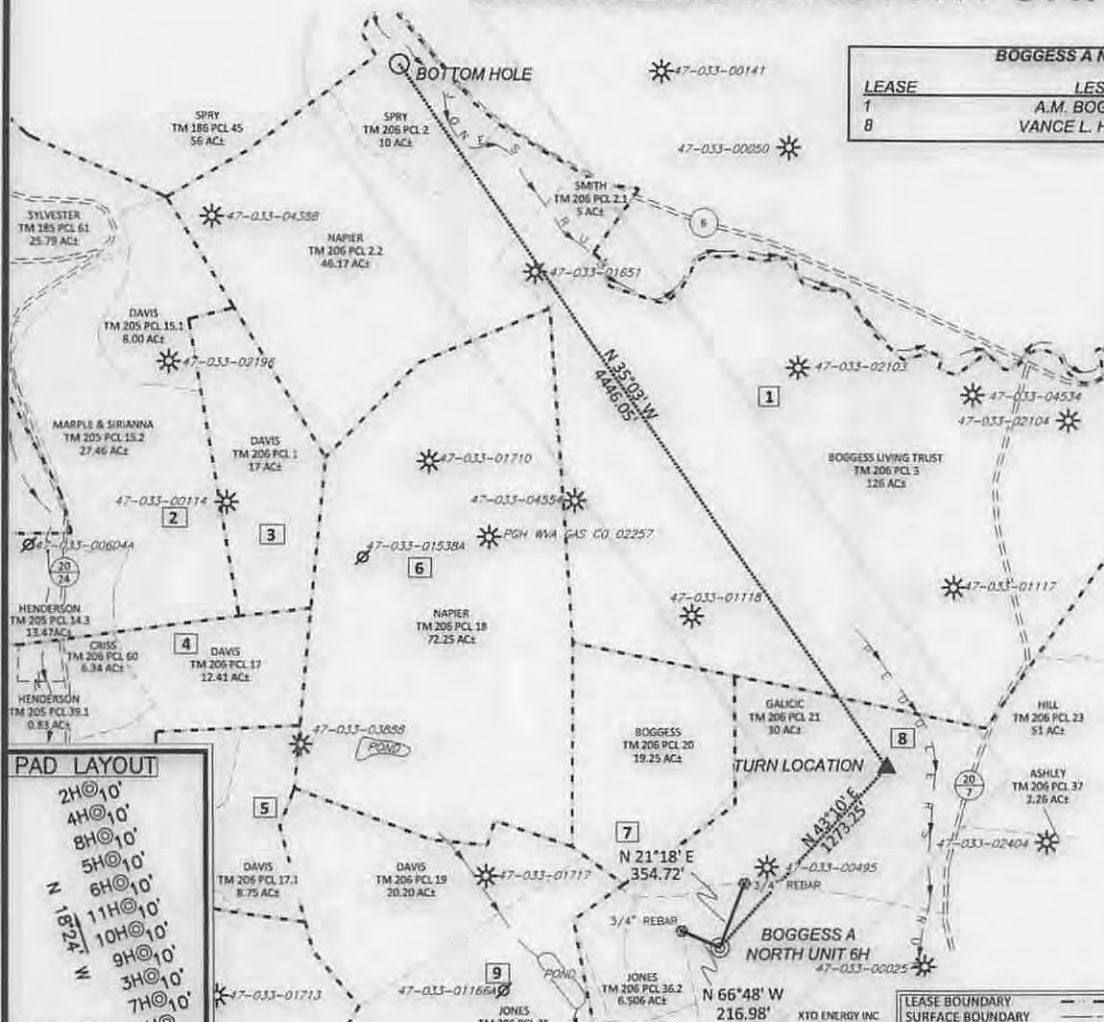 BOTTOM HOLE
47-033-00141
BOGGESS A N
LEASE
1
A.M. BOG
8
VANCE L. H
SPRY
TM 186 PCL 45
56 AC±
SPRY
TM 206 PCL 2
10 AC±
JONES RUN
47-033-00050
SMITH
TM 206 PCL 2.1
5 AC±
6
SYLVESTER
TM 185 PCL 61
25.79 AC±
47-033-04388
NAPIER
TM 206 PCL 2.2
46.17 AC±
47-033-01651
DAVIS
TM 205 PCL 15.1
8.00 AC±
47-033-02196
N 35°03' W
4446.05'
47-033-02103
1
47-033-04534
47-033-02104
MARPLE & SIRIANNA
TM 205 PCL 15.2
27.46 AC±
DAVIS
TM 206 PCL 1
17 AC±
47-033-01710
BOGGESS LIVING TRUST
TM 206 PCL 3
126 AC±
47-033-00114
2
3
47-033-04554
PGH WVA GAS CO 02257
47-033-00604A
47-033-01538A
6
20
24
47-033-01118
47-033-01117
HENDERSON
TM 205 PCL 14.3
13.47AC±
NAPIER
TM 206 PCL 18
72.25 AC±
CRISS
TM 206 PCL 60
6.34 AC±
4
DAVIS
TM 206 PCL 17
12.41 AC±
HENDERSON
TM 205 PCL 39.1
0.83 AC±
47-033-03888
POND
BOGGESS
TM 206 PCL 20
19.25 AC±
GALICIC
TM 206 PCL 21
30 AC±
8
HILL
TM 206 PCL 23
51 AC±
TURN LOCATION
20
7
ASHLEY
TM 206 PCL 37
2.26 AC±
PAD LAYOUT
2H 10'
4H 10'
8H 10'
5H 10'
6H 10'
11H 10'
10H 10'
9H 10'
3H 10'
7H 10'
N 18°24' W
5
DAVIS
TM 206 PCL 17.1
8.75 AC±
DAVIS
TM 206 PCL 19
20.20 AC±
47-033-01717
7
N 21°18' E
354.72'
N 43°10' E
1273.25'
47-033-00495
47-033-02404
3/4" REBAR
3/4" REBAR
BOGGESS A
NORTH UNIT 6H
47-033-00025
47-033-01713
47-033-01166A
9
JONES
POND
JONES
TM 206 PCL 36.2
6.506 AC±
N 66°48' W
216.98'
XTO ENERGY INC
LEASE BOUNDARY
SURFACE BOUNDARY